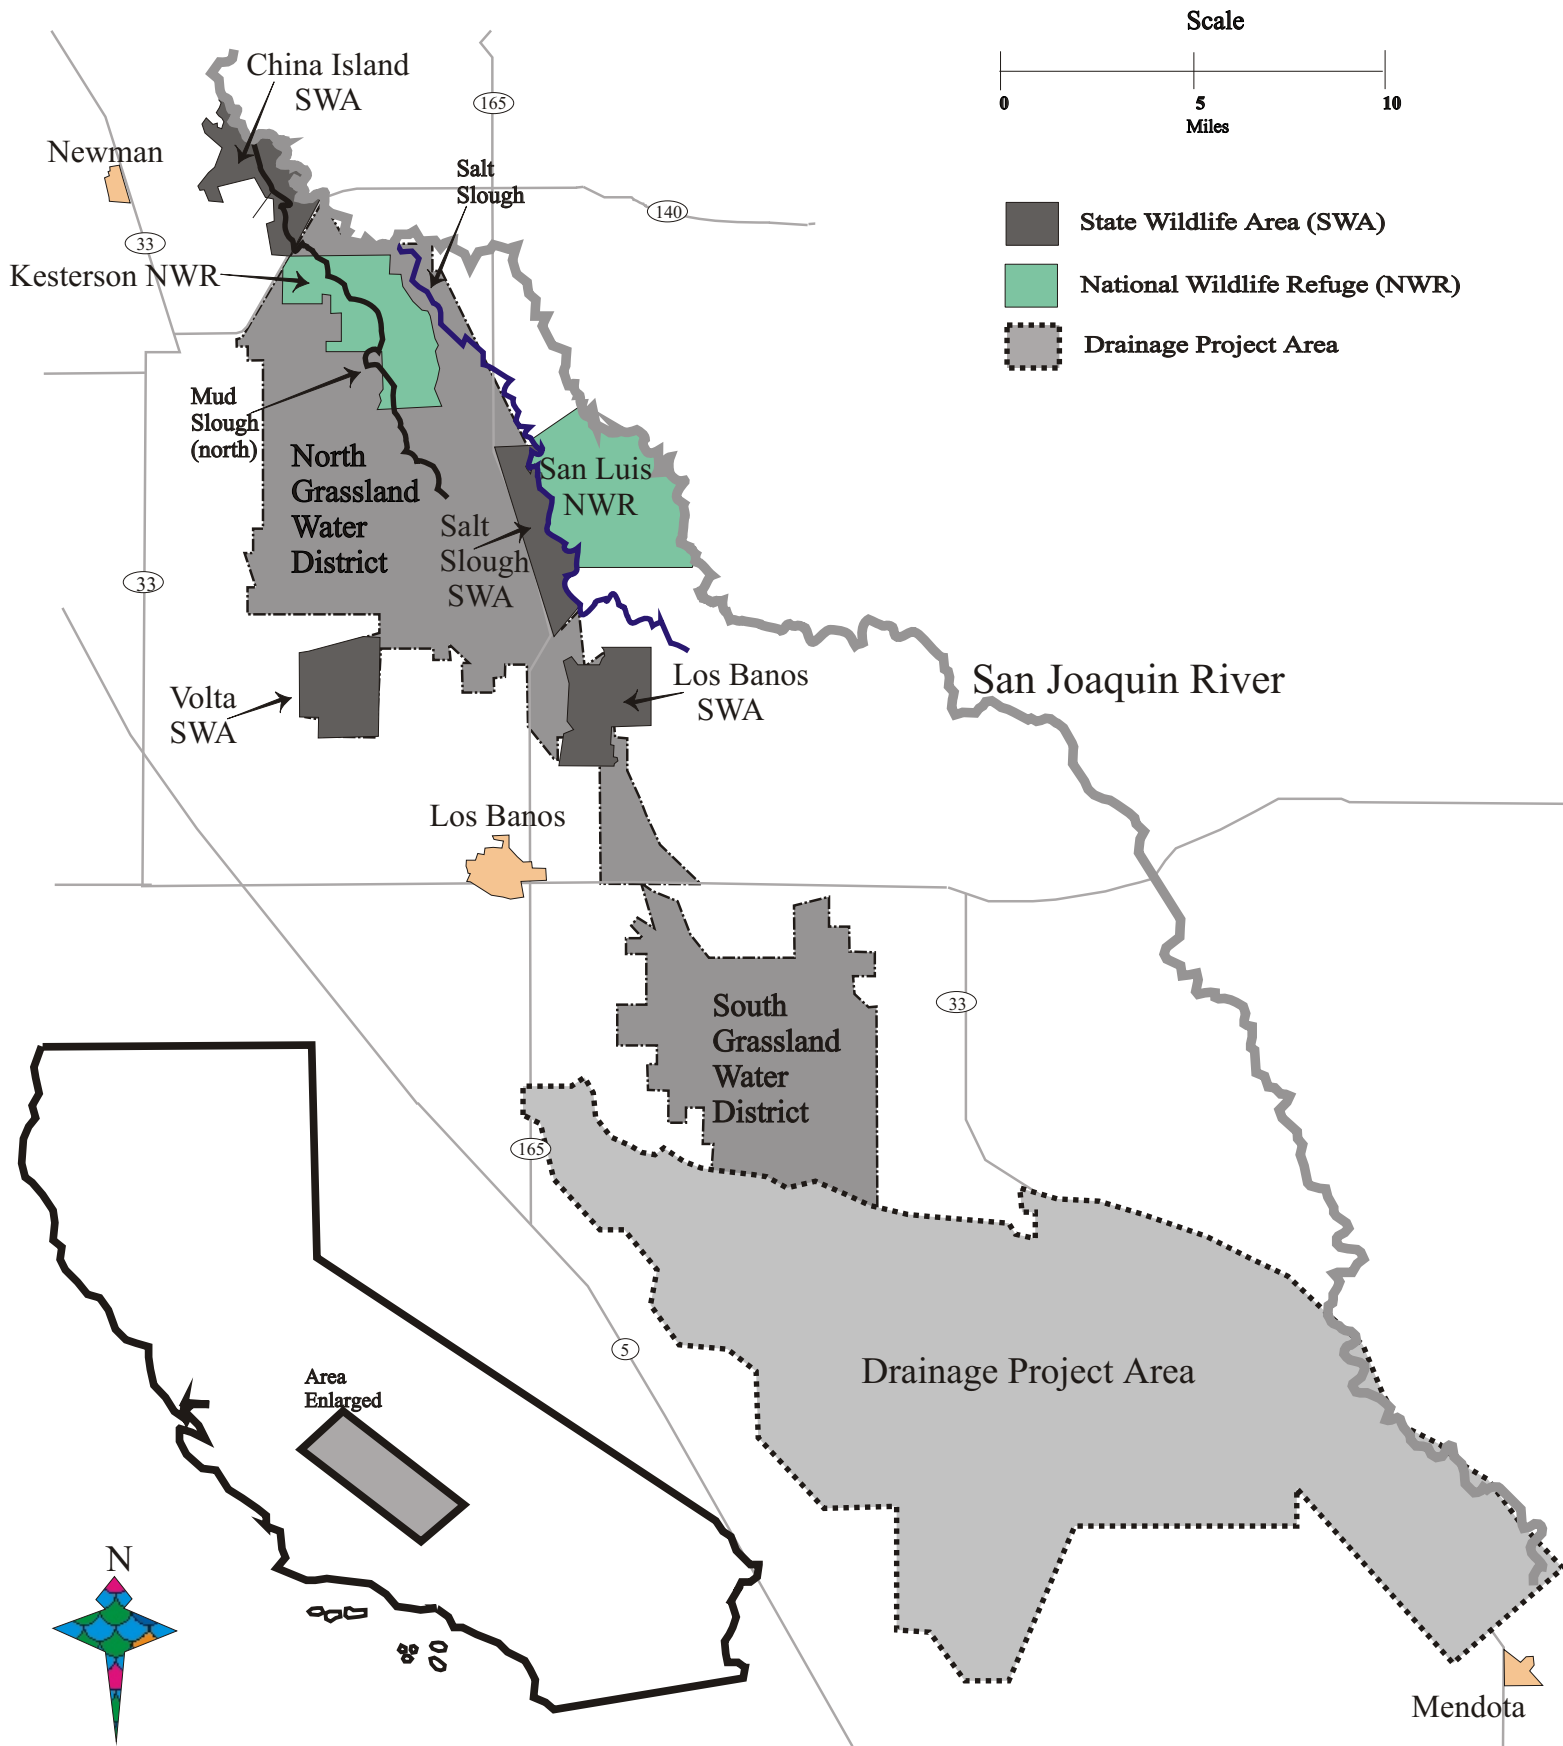 Scale
0
5
10
Miles
China Island
SWA
165
Newman
Salt
Slough
140
State Wildlife Area (SWA)
33
Kesterson NWR
National Wildlife Refuge (NWR)
Drainage Project Area
Mud
Slough
(north)
North
Grassland
Water
District
San Luis
NWR
Salt
Slough
SWA
33
Volta
SWA
Los Banos
SWA
San Joaquin River
Los Banos
33
South
Grassland
Water
District
165
5
Drainage Project Area
Area
Enlarged
N
Mendota